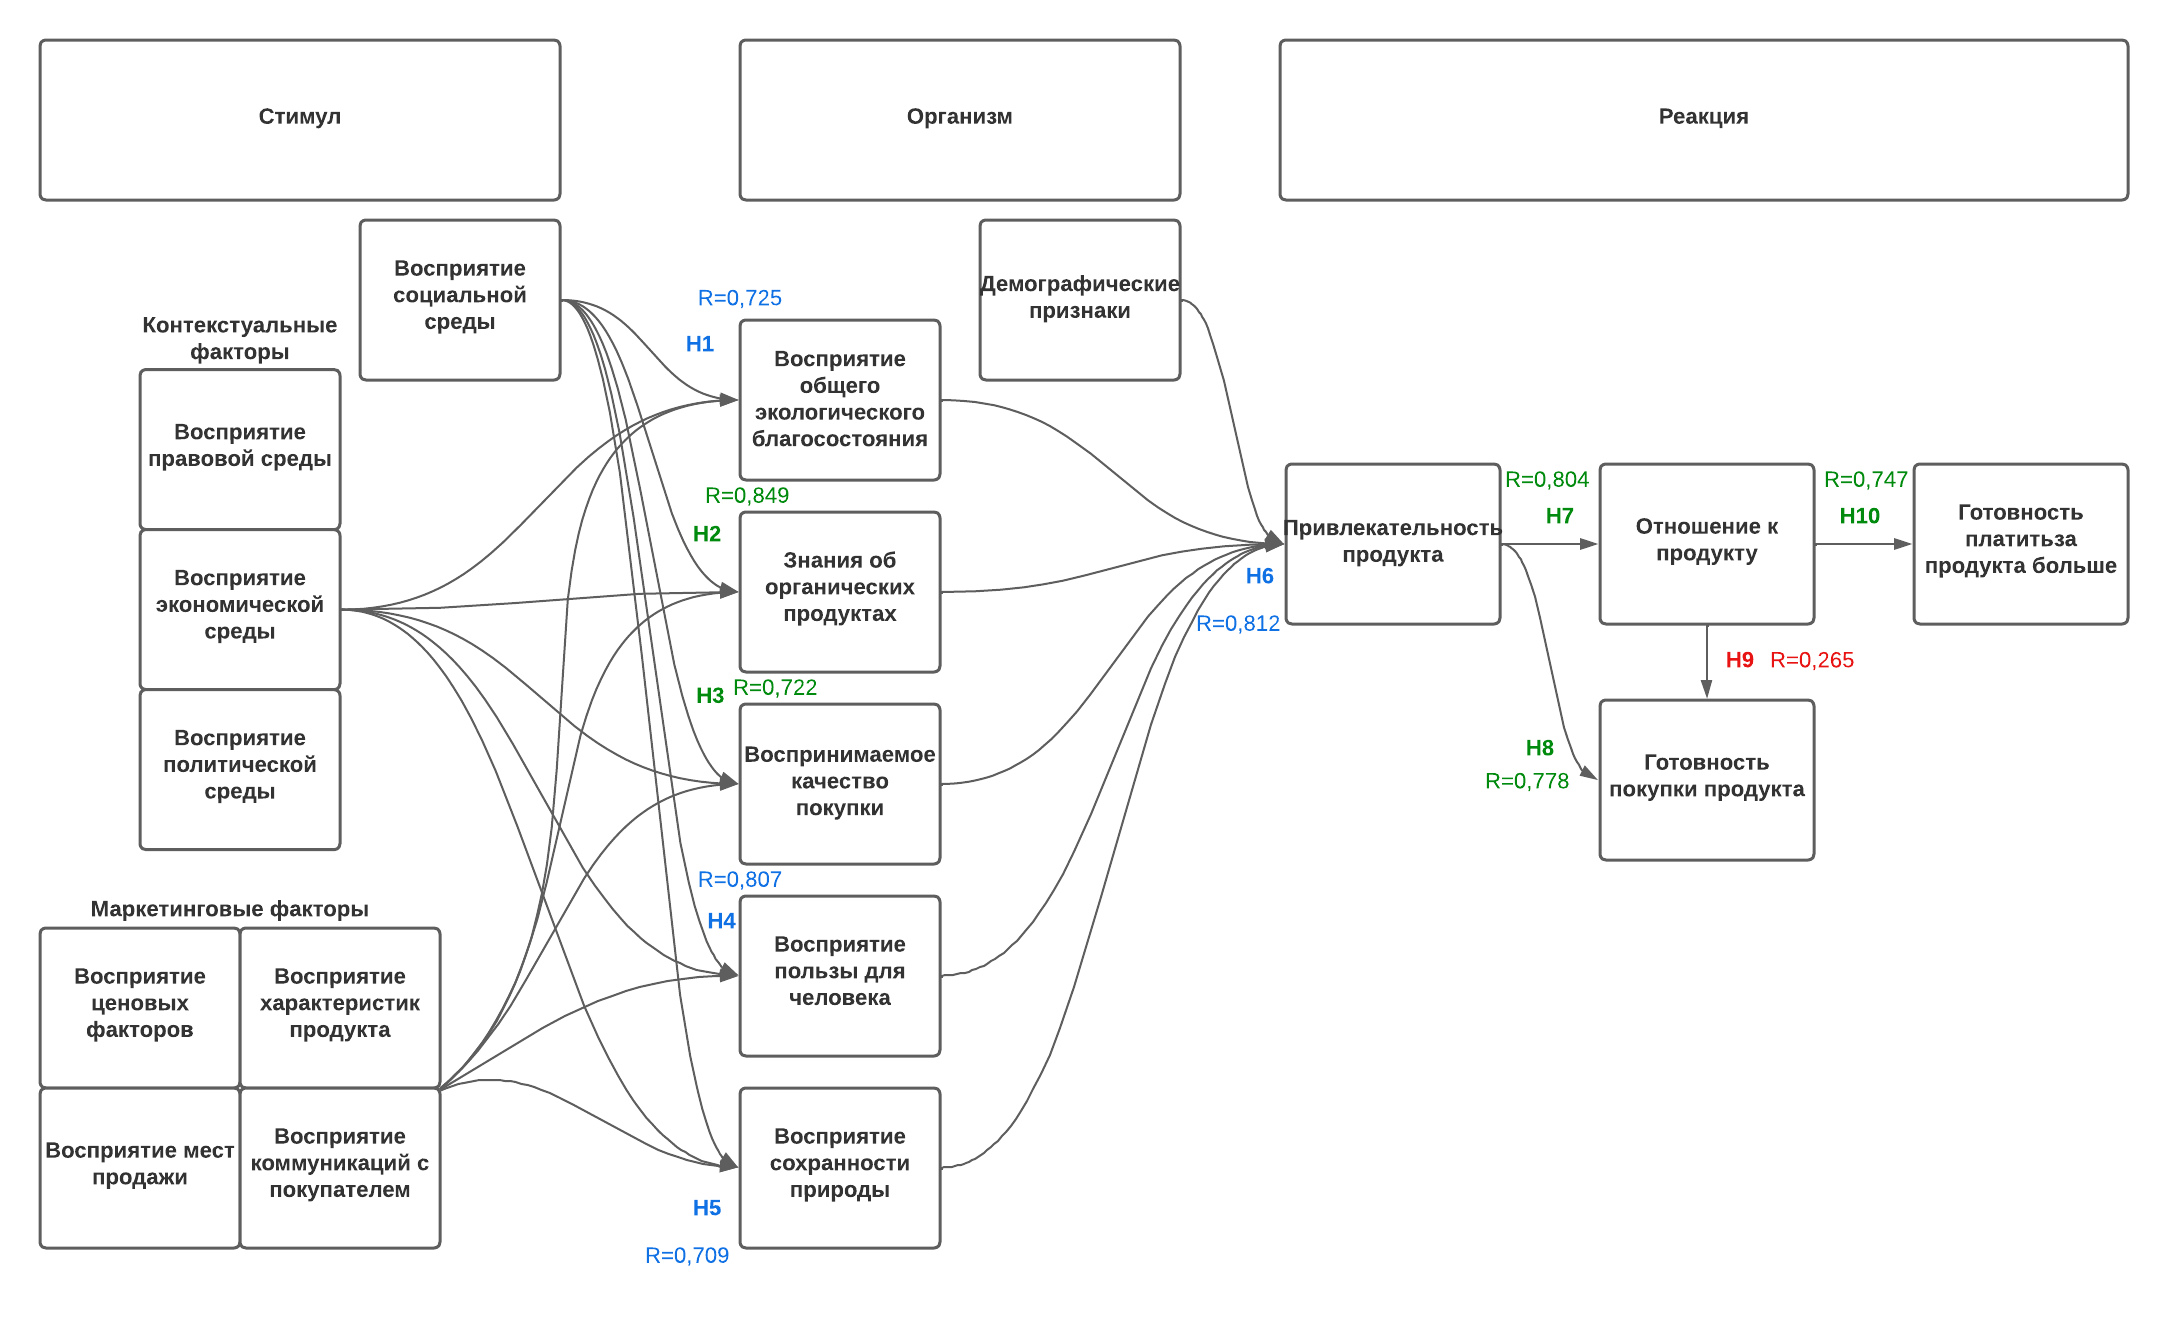 Стимул
Организм
Реакция
Восприятие
социальной
среды
Демографические
признаки
Контекстуальные
факторы
Восприятие
правовой среды
Восприятие
экономической
среды
Восприятие
политической
среды
Маркетинговые факторы
Восприятие
ценовых
факторов
Восприятие
характеристик
продукта
Восприятие мест
продажи
Восприятие
коммуникаций с
покупателем
R=0,725
H1
Восприятие
общего
экологического
благосостояния
R=0,849
H2
Знания об
органических
продуктах
H3 R=0,722
Воспринимаемое
качество
покупки
R=0,807
H4
Восприятие
пользы для
человека
Восприятие
сохранности
природы
H5
R=0,709
H6
R=0,812
Привлекательность
продукта
R=0,804
H7
Отношение к
продукту
R=0,747
H10
Готовность
платитьза
продукта больше
H9 R=0,265
H8
R=0,778
Готовность
покупки продукта